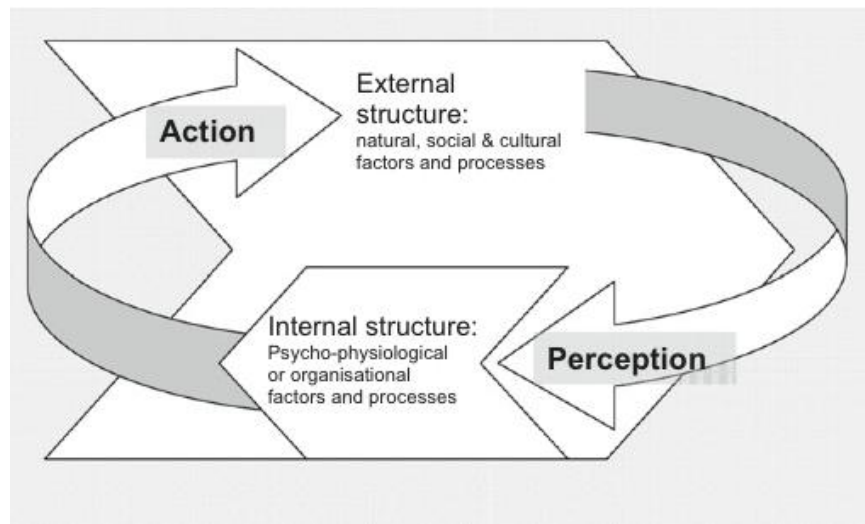 Action
External
structure:
natural, social & cultural
factors and processes
Internal structure:
Psycho-physiological
or organisational
factors and processes
Perception